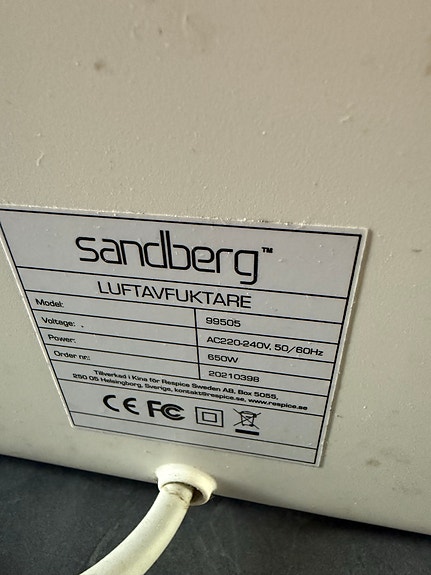 sandberg™
LUFTAVFUKTARE
Model: 99505
Voltage: AC220-240V, 50/60Hz
Power: 650W
Order nr.: 20210398
Tillverkad i Kina för Respice Sweden AB, Box 5055,
250 05 Helsingborg, Sverige, kontakt@respice.se, www.respice.se
CE FC